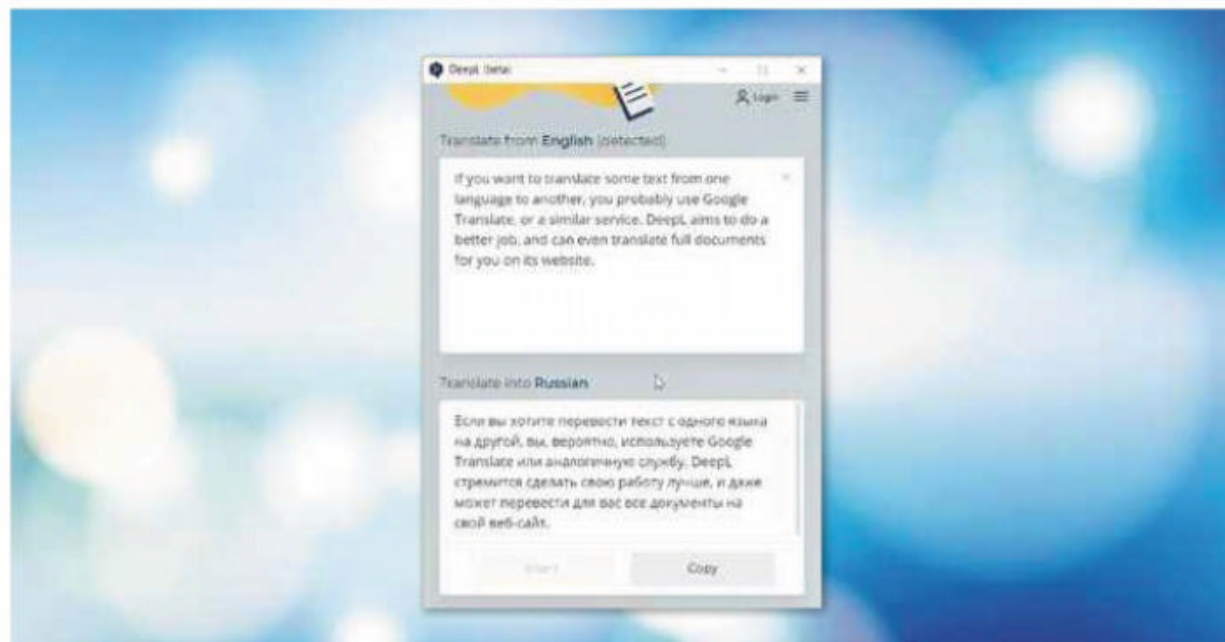 DeepL (beta)
Login
Translate from English (detected)
If you want to translate some text from one
language to another, you probably use Google
Translate, or a similar service. DeepL aims to do a
better job, and can even translate full documents
for you on its website.
Translate into Russian
Если вы хотите перевести текст с одного языка
на другой, вы, вероятно, используете Google
Translate или аналогичную службу. DeepL
стремится сделать свою работу лучше, и даже
может перевести для вас все документы на
свой веб-сайт.
Copy